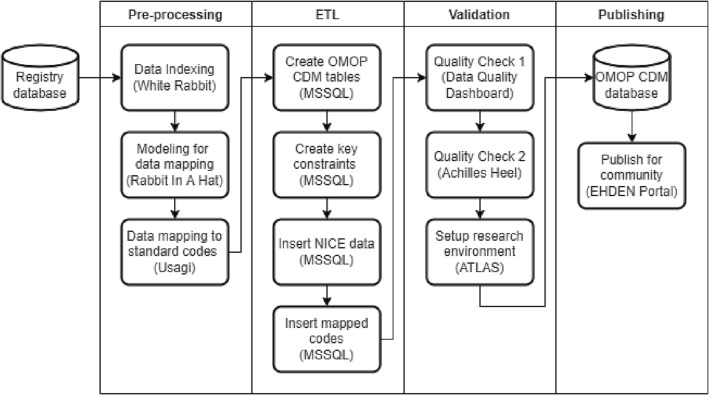 Pre-processing
ETL
Validation
Publishing
Registry
database
Data Indexing
(White Rabbit)
Modeling for
data mapping
(Rabbit In A Hat)
Data mapping to
standard codes
(Usagi)
Create OMOP
CDM tables
(MSSQL)
Create key
constraints
(MSSQL)
Insert NICE data
(MSSQL)
Insert mapped
codes
(MSSQL)
Quality Check 1
(Data Quality
Dashboard)
Quality Check 2
(Achilles Heel)
Setup research
environment
(ATLAS)
OMOP CDM
database
Publish for
community
(EHDEN Portal)